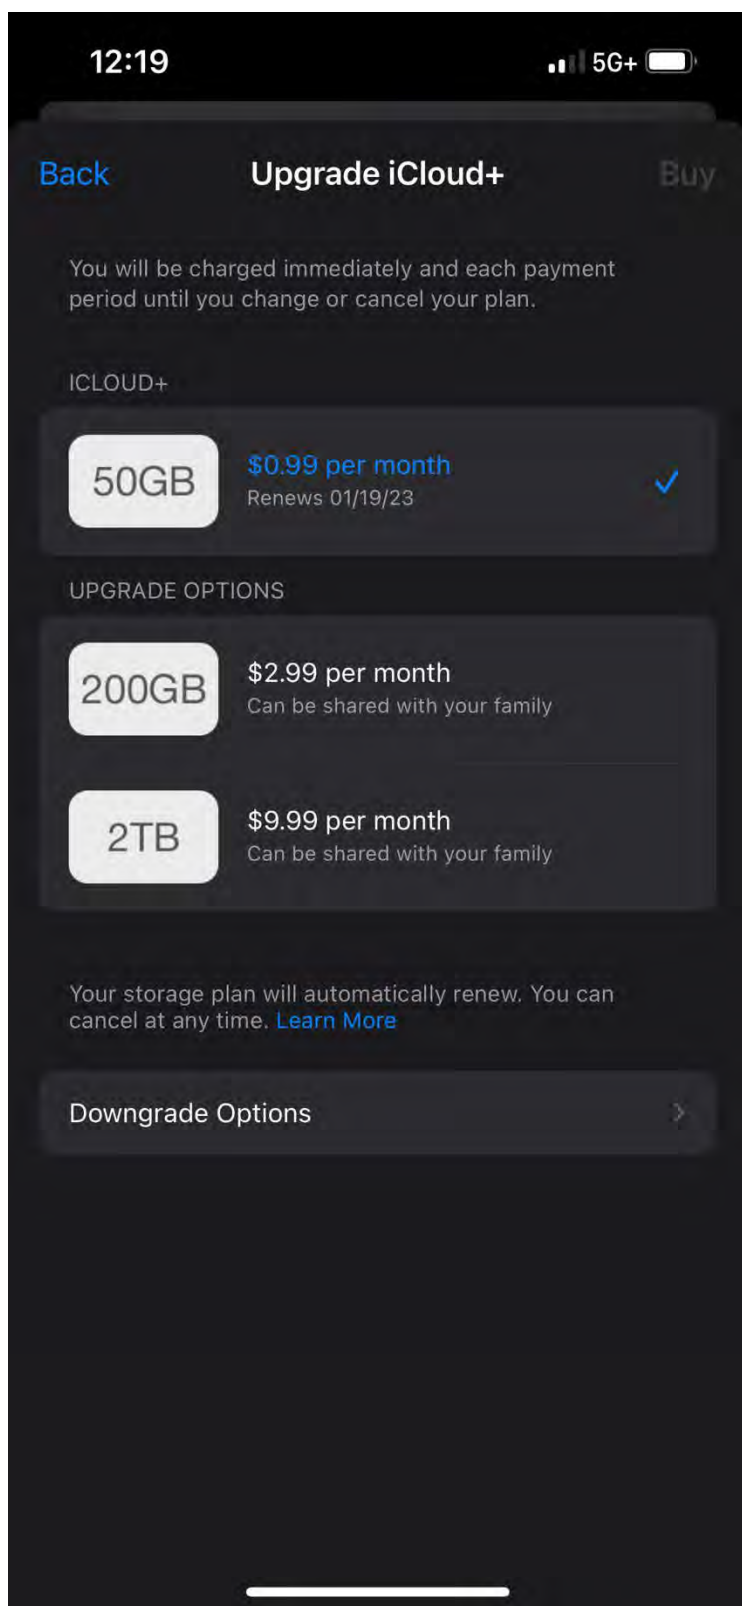 12:19
5G+
Back
Upgrade iCloud+
Buy
You will be charged immediately and each payment
period until you change or cancel your plan.
ICLOUD+
50GB
$0.99 per month
Renews 01/19/23
UPGRADE OPTIONS
200GB
$2.99 per month
Can be shared with your family
2TB
$9.99 per month
Can be shared with your family
Your storage plan will automatically renew. You can
cancel at any time. Learn More
Downgrade Options